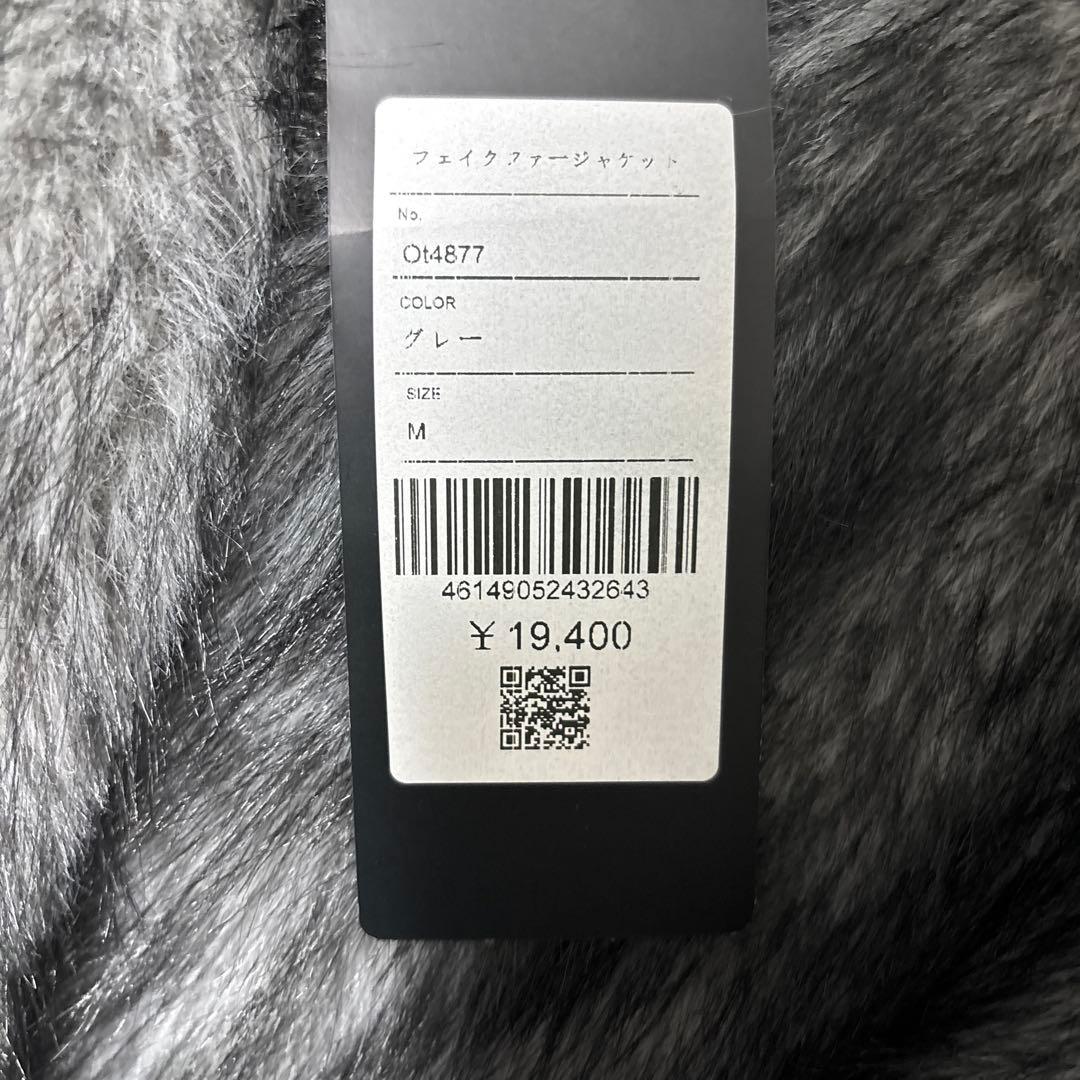 フェイクファージャケット
No.
Ot4877
COLOR
グレー
SIZE
M
46149052432643
¥ 19,400